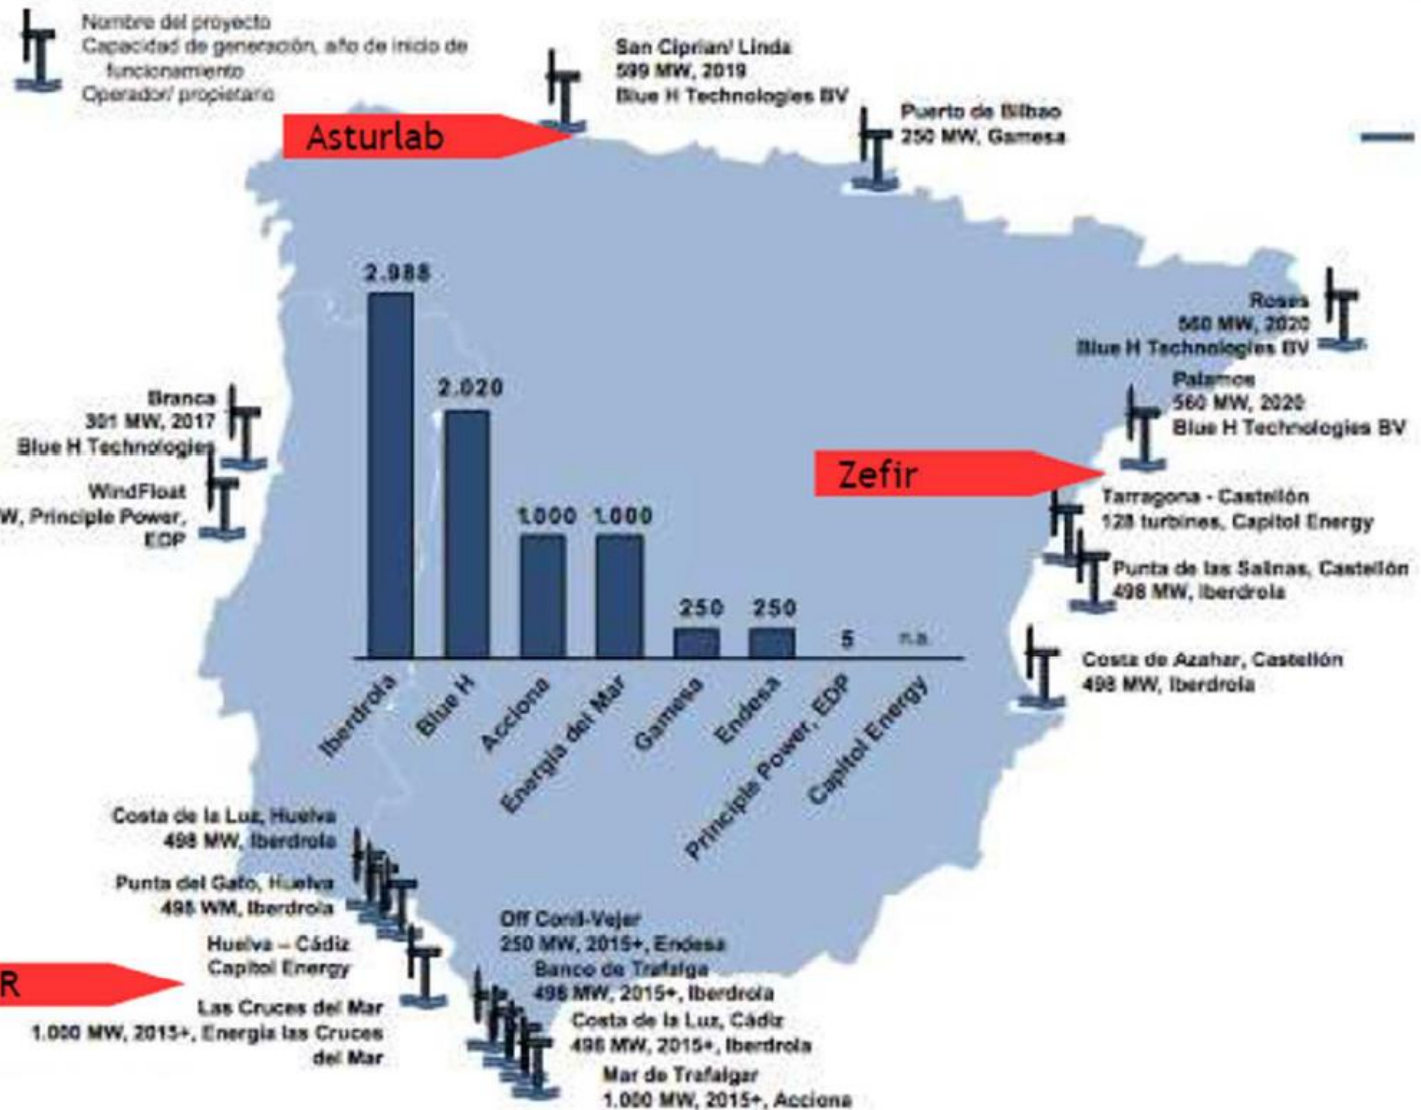 Nombre del proyecto
Capacidad de generación, año de inicio de
funcionamiento
Operador/ propietario
San Ciprian/ Linda
599 MW, 2019
Blue H Technologies BV
Asturlab
Puerto de Bilbao
250 MW, Gamesa
Roses
560 MW, 2020
Blue H Technologies BV
Palamos
560 MW, 2020
Blue H Technologies BV
Branca
301 MW, 2017
Blue H Technologies
WindFloat
W, Principle Power,
EDP
Zefir
Tarragona - Castellón
128 turbines, Capitol Energy
Punta de las Salinas, Castellón
498 MW, Iberdrola
Costa de Azahar, Castellón
498 MW, Iberdrola
2.988
2.020
1.000
1.000
250
250
5
n.a.
Iberdrola
Blue H
Acciona
Energía del Mar
Gamesa
Endesa
Principle Power, EDP
Capitol Energy
Costa de la Luz, Huelva
498 MW, Iberdrola
Punta del Gato, Huelva
498 WM, Iberdrola
Huelva – Cádiz
Capitol Energy
R
Las Cruces del Mar
1.000 MW, 2015+, Energía las Cruces
del Mar
Off Conil-Vejer
250 MW, 2015+, Endesa
Banco de Trafalga
498 MW, 2015+, Iberdrola
Costa de la Luz, Cádiz
498 MW, 2015+, Iberdrola
Mar de Trafalgar
1.000 MW, 2015+, Acciona